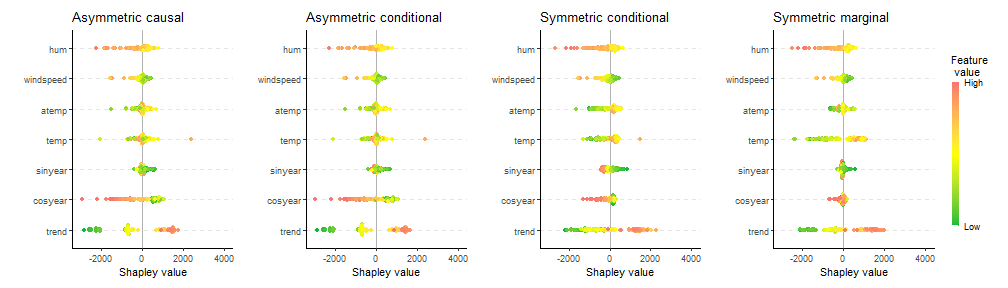 Asymmetric causal
hum
windspeed
atemp
temp
sinyear
cosyear
trend
-2000 0 2000 4000
Shapley value
Asymmetric conditional
hum
windspeed
atemp
temp
sinyear
cosyear
trend
-2000 0 2000 4000
Shapley value
Symmetric conditional
hum
windspeed
atemp
temp
sinyear
cosyear
trend
-2000 0 2000 4000
Shapley value
Symmetric marginal
hum
windspeed
atemp
temp
sinyear
cosyear
trend
-2000 0 2000 4000
Shapley value
Feature
value
High
Low